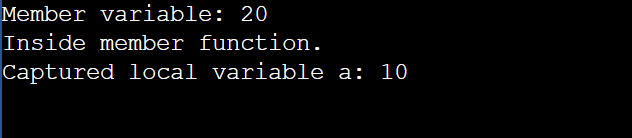 Member variable: 20
Inside member function.
Captured local variable a: 10